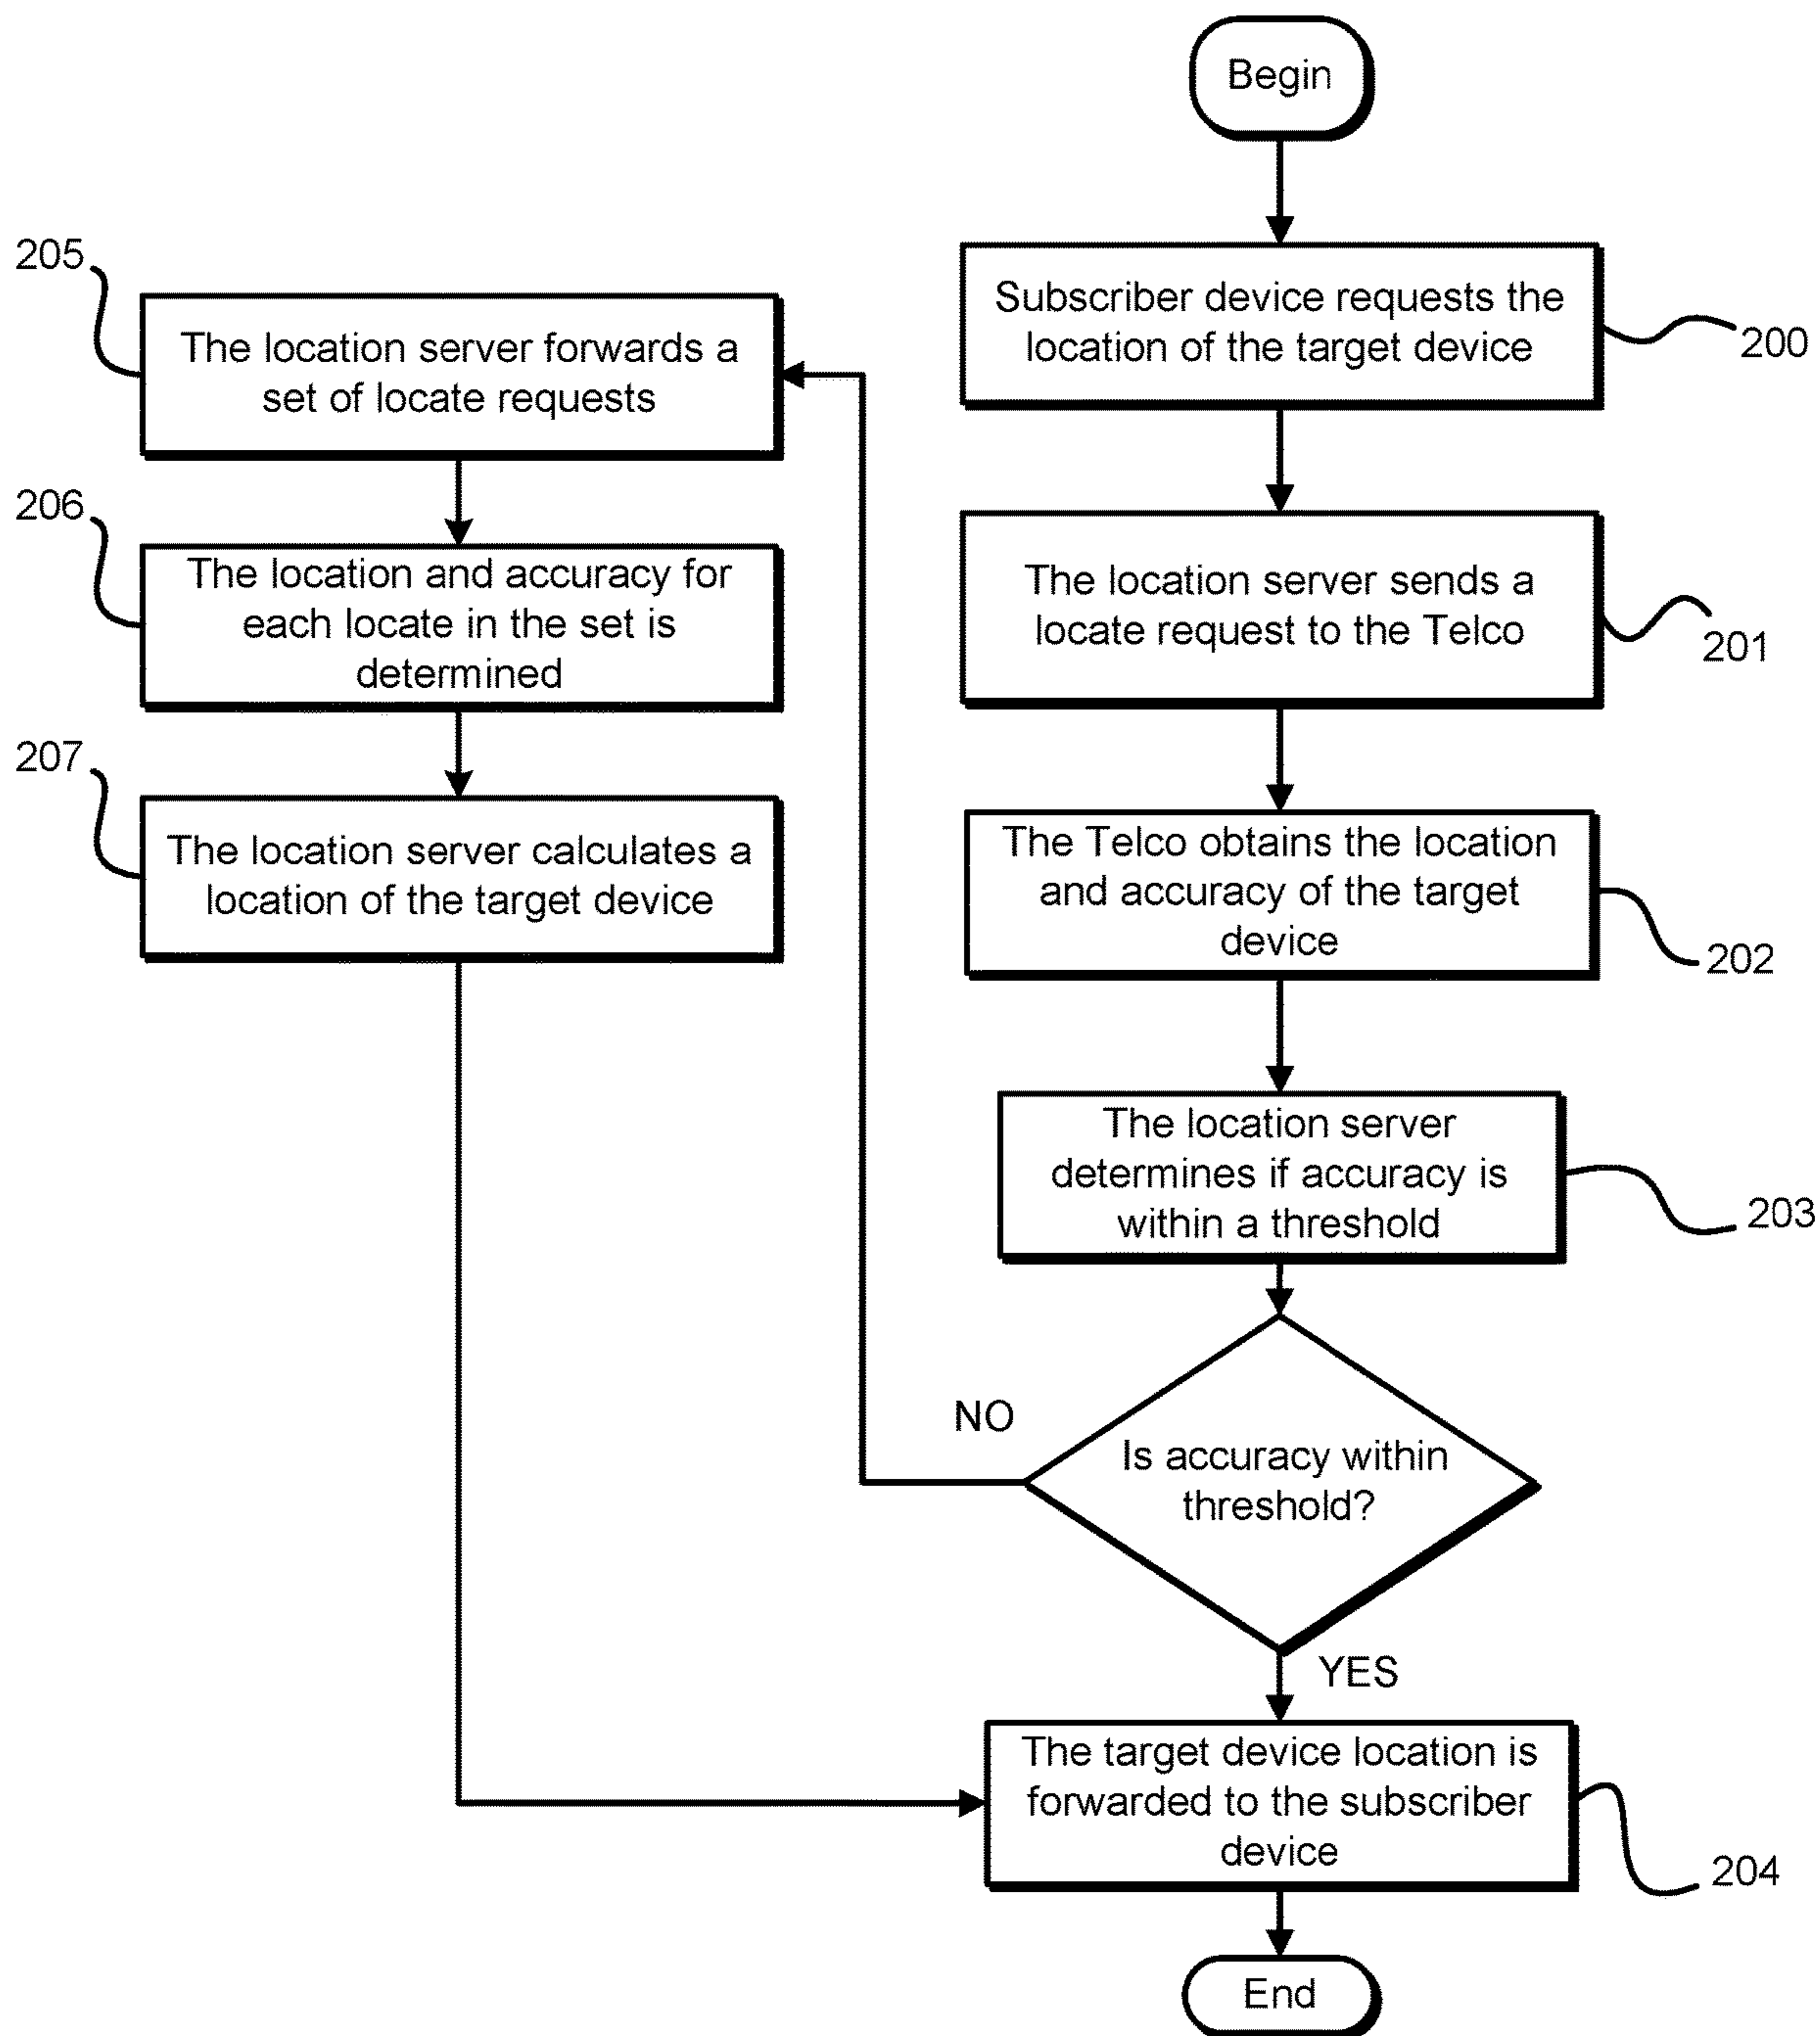 Begin
Subscriber device requests the
location of the target device
200
The location server sends a
locate request to the Telco
201
The Telco obtains the location
and accuracy of the target
device
202
The location server
determines if accuracy is
within a threshold
203
Is accuracy within
threshold?
NO
YES
205
The location server forwards a
set of locate requests
206
The location and accuracy for
each locate in the set is
determined
207
The location server calculates a
location of the target device
The target device location is
forwarded to the subscriber
device
204
End